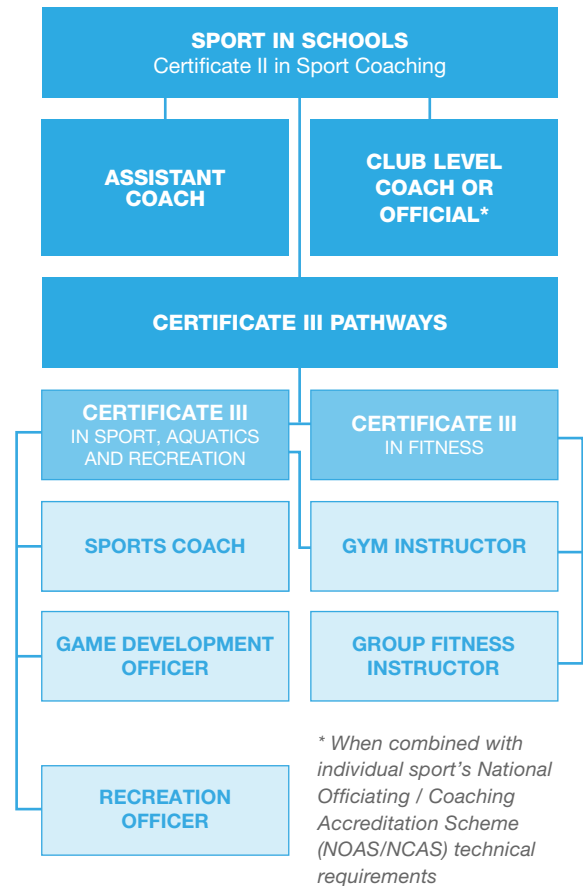 SPORT IN SCHOOLS
Certificate II in Sport Coaching
ASSISTANT
COACH
CLUB LEVEL
COACH OR
OFFICIAL*
CERTIFICATE III PATHWAYS
CERTIFICATE III
IN SPORT, AQUATICS
AND RECREATION
CERTIFICATE III
IN FITNESS
SPORTS COACH
GYM INSTRUCTOR
GAME DEVELOPMENT
OFFICER
GROUP FITNESS
INSTRUCTOR
RECREATION
OFFICER
* When combined with
individual sport's National
Officiating / Coaching
Accreditation Scheme
(NOAS/NCAS) technical
requirements